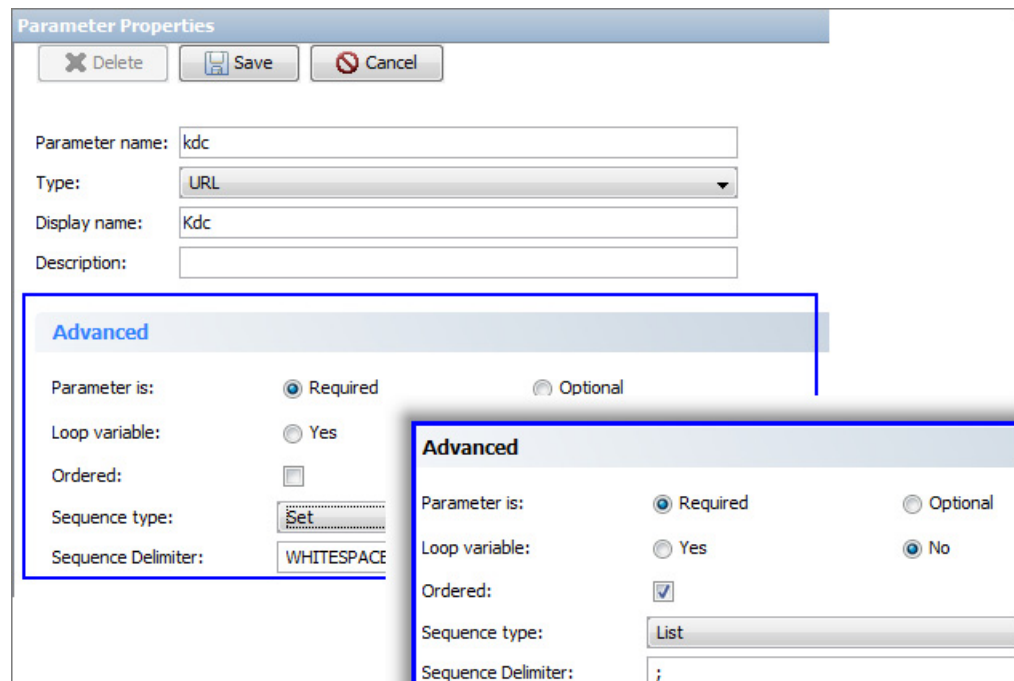 Parameter Properties
Delete Save Cancel
Parameter name: kdc
Type: URL
Display name: Kdc
Description:
Advanced
Parameter is: Required Optional
Loop variable: Yes
Ordered:
Sequence type: Set
Sequence Delimiter: WHITESPACE
Advanced
Parameter is: Required Optional
Loop variable: Yes No
Ordered:
Sequence type: List
Sequence Delimiter: ;